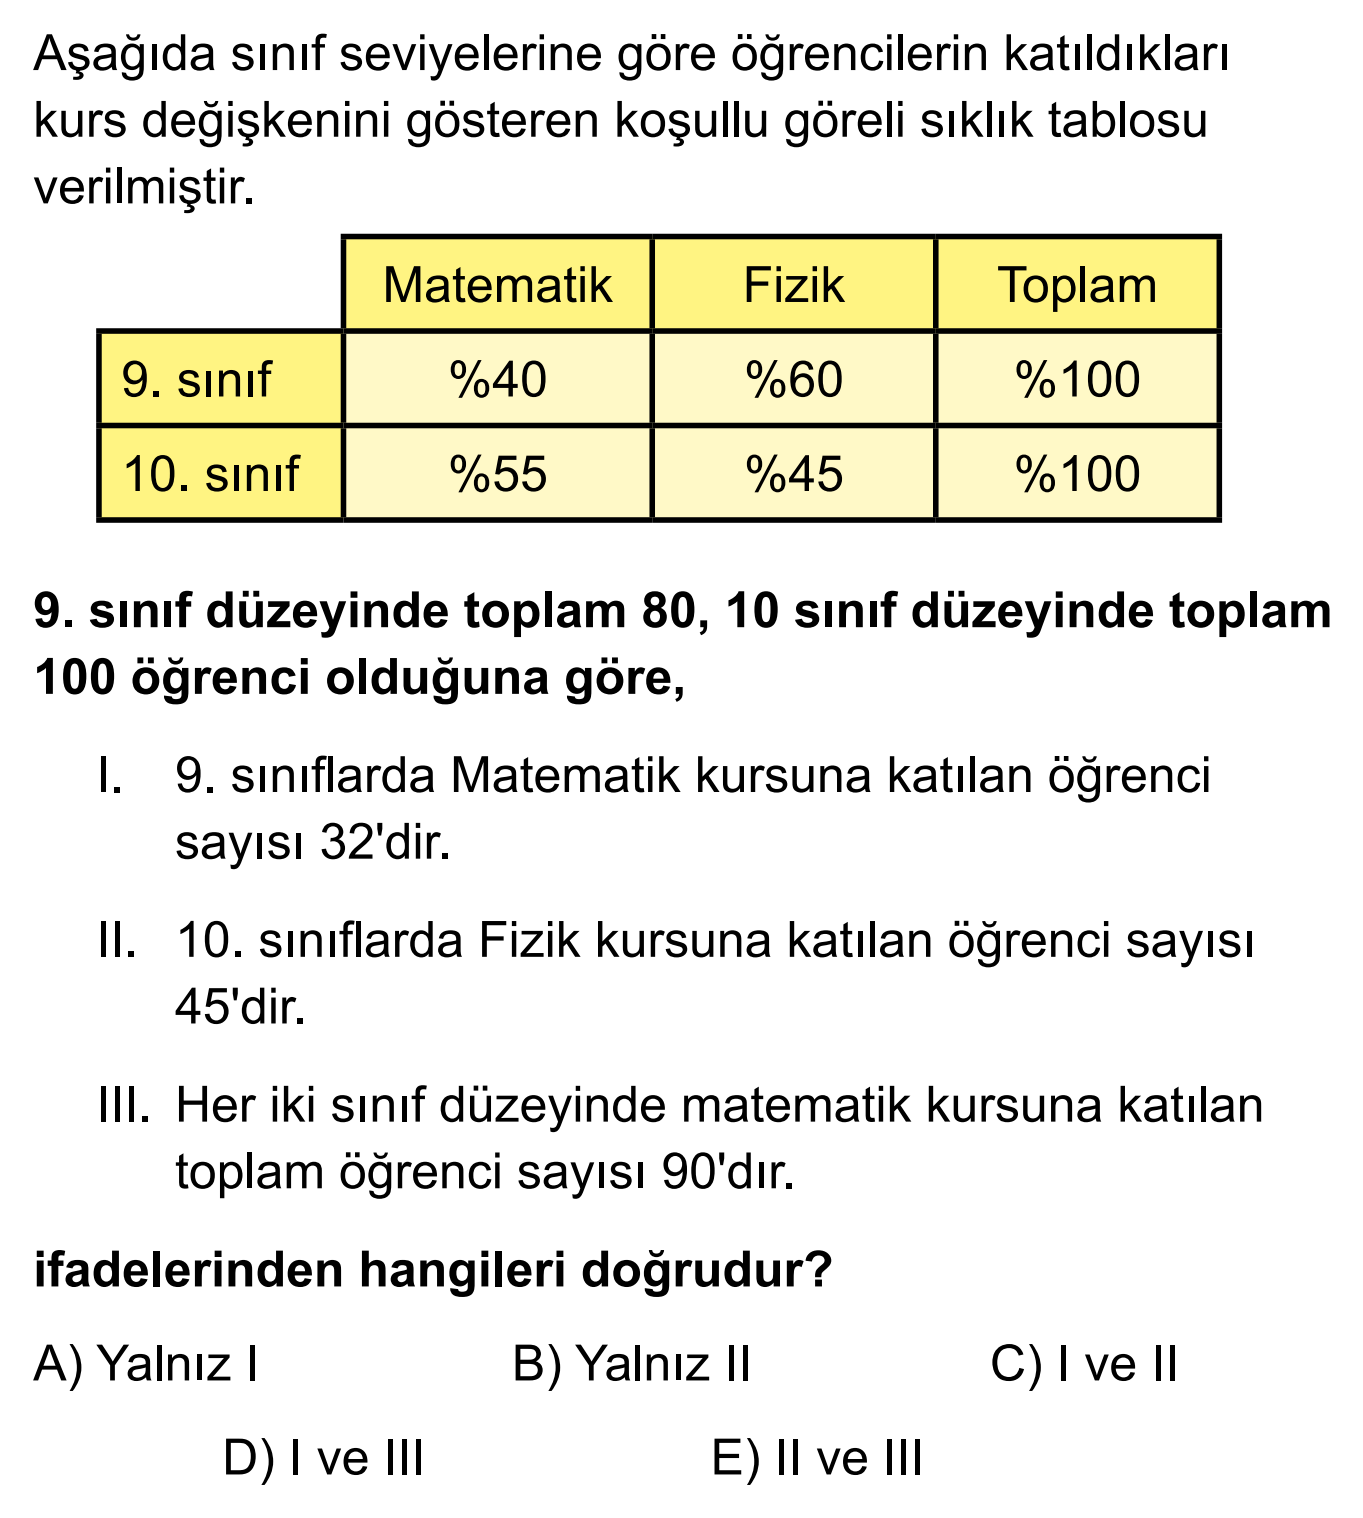 Aşağıda sınıf seviyelerine göre öğrencilerin katıldıkları
kurs değişkenini gösteren koşullu göreli sıklık tablosu
verilmiştir.
Matematik Fizik Toplam
9. sınıf %40 %60 %100
10. sınıf %55 %45 %100
9. sınıf düzeyinde toplam 80, 10 sınıf düzeyinde toplam
100 öğrenci olduğuna göre,
I. 9. sınıflarda Matematik kursuna katılan öğrenci
sayısı 32'dir.
II. 10. sınıflarda Fizik kursuna katılan öğrenci sayısı
45'dir.
III. Her iki sınıf düzeyinde matematik kursuna katılan
toplam öğrenci sayısı 90'dır.
ifadelerinden hangileri doğrudur?
A) Yalnız I B) Yalnız II C) I ve II
D) I ve III E) II ve III